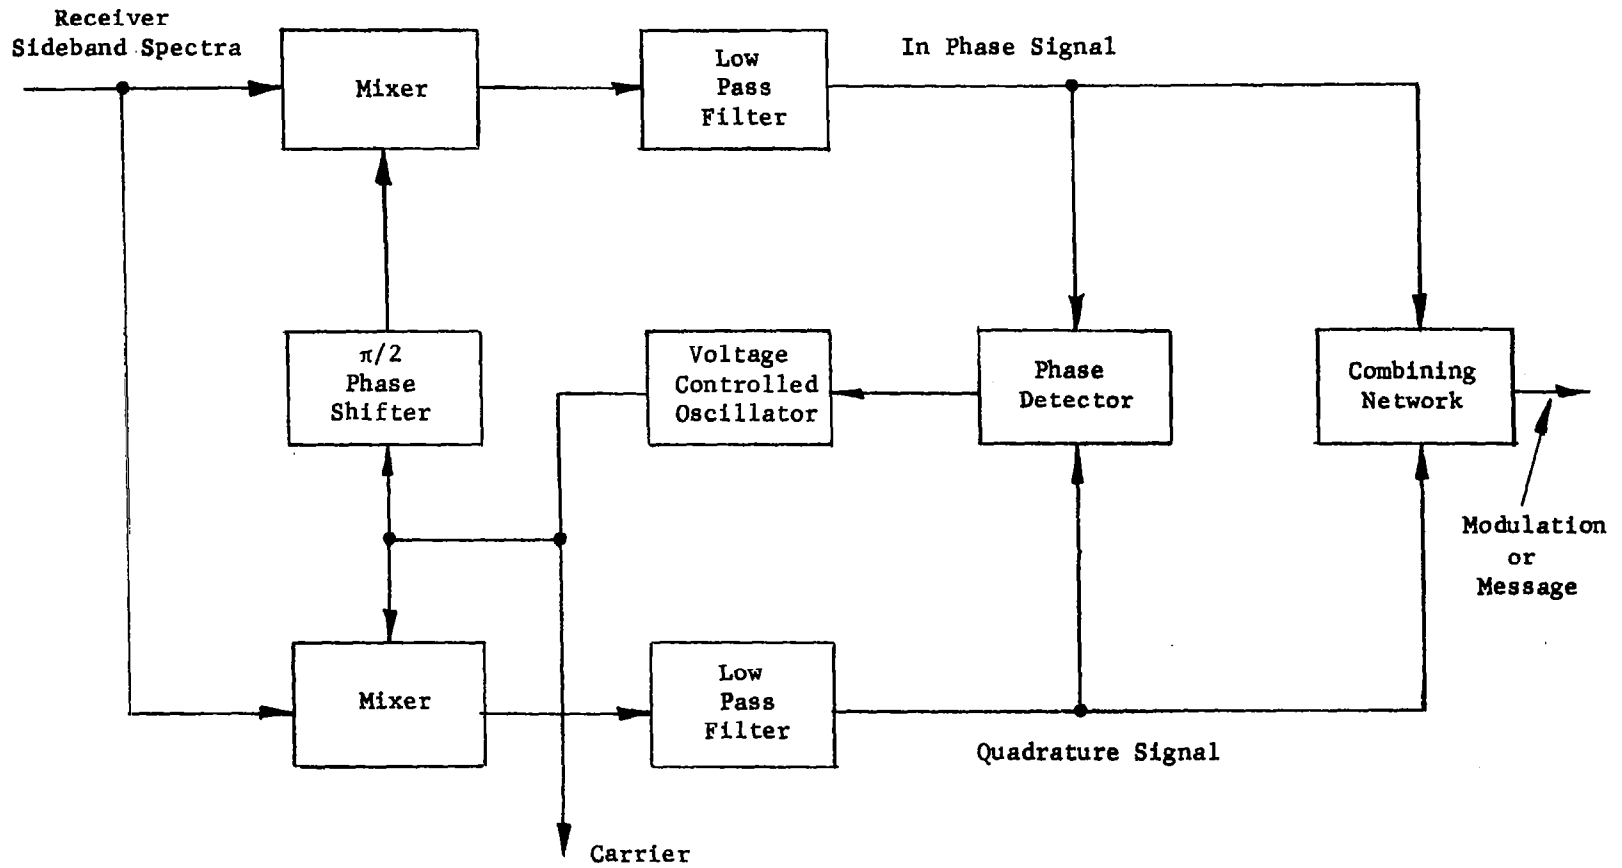 Receiver
Sideband Spectra
Mixer
Low
Pass
Filter
In Phase Signal
π/2
Phase
Shifter
Voltage
Controlled
Oscillator
Phase
Detector
Combining
Network
Modulation
or
Message
Mixer
Low
Pass
Filter
Quadrature Signal
Carrier